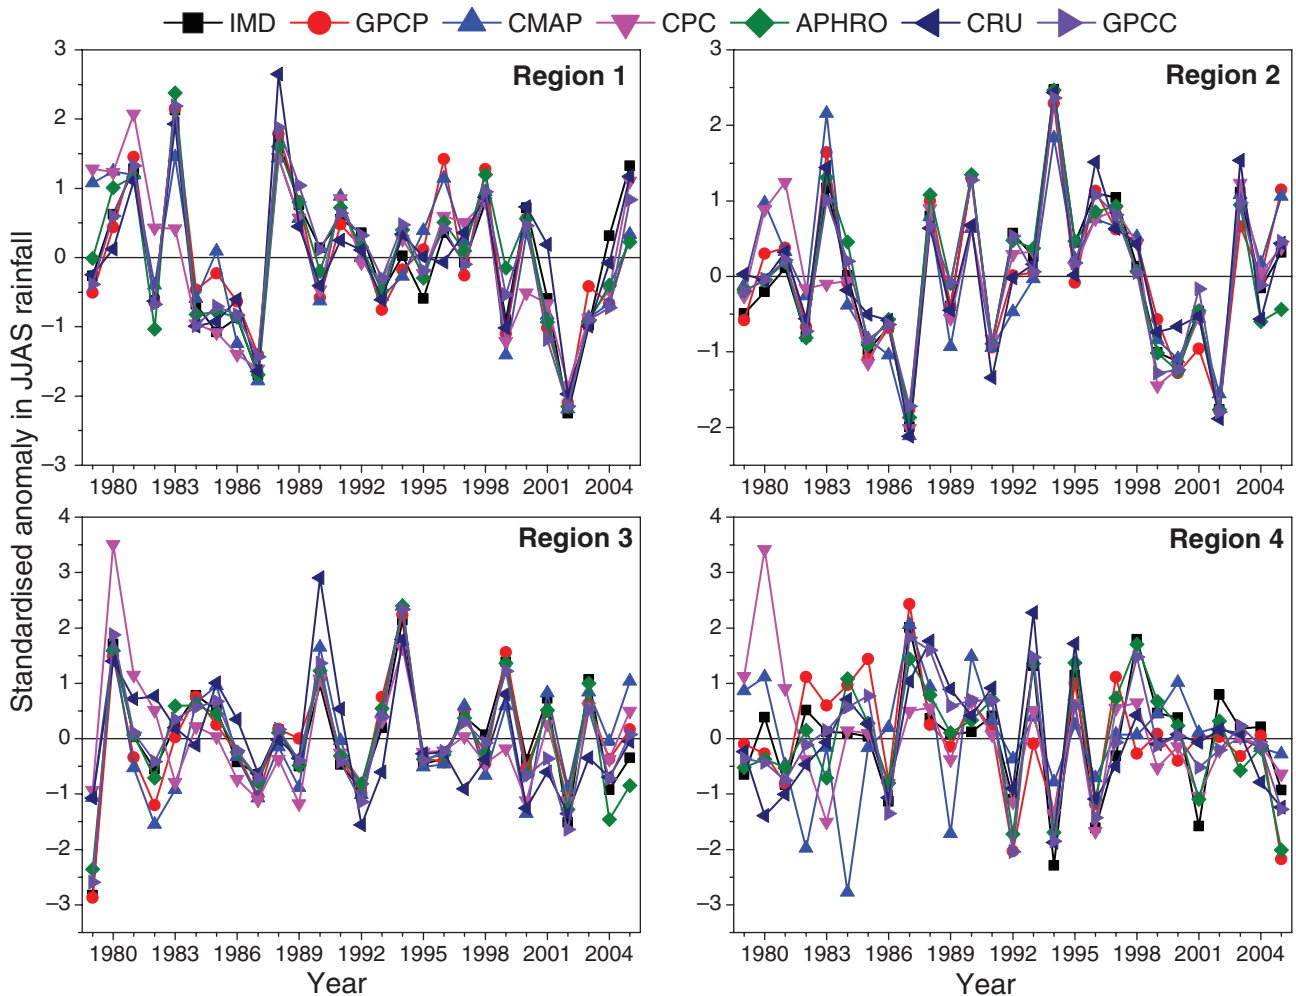 IMD GPCP CMAP CPC APHRO CRU GPCC
Standardised anomaly in JJAS rainfall
Region 1
3
2
1
0
−1
−2
−3
1980 1983 1986 1989 1992 1995 1998 2001 2004
Region 2
3
2
1
0
−1
−2
1980 1983 1986 1989 1992 1995 1998 2001 2004
Region 3
4
3
2
1
0
−1
−2
−3
1980 1983 1986 1989 1992 1995 1998 2001 2004
Year
Region 4
4
3
2
1
0
−1
−2
−3
1980 1983 1986 1989 1992 1995 1998 2001 2004
Year